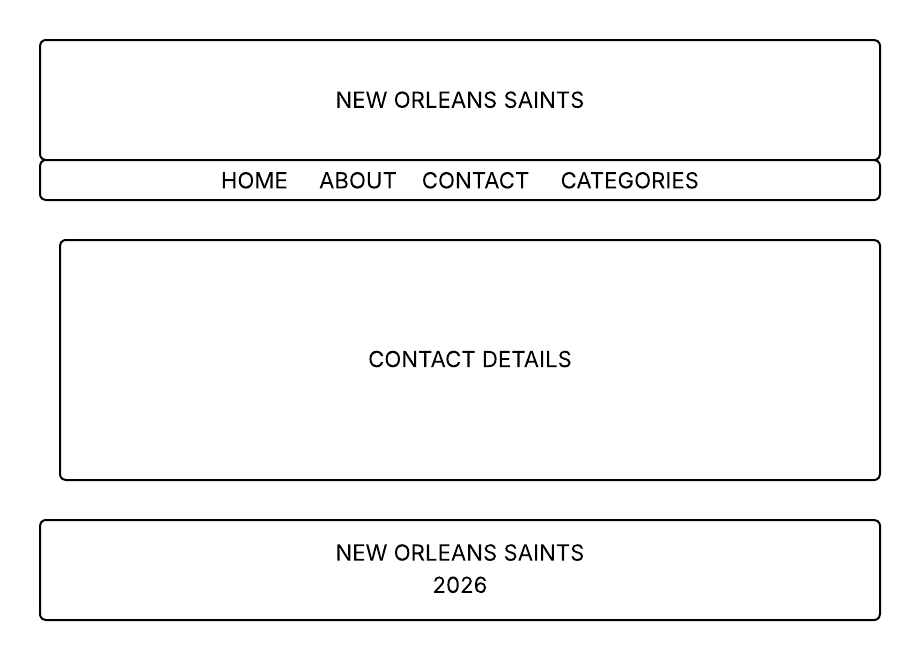 NEW ORLEANS SAINTS
HOME ABOUT CONTACT CATEGORIES
CONTACT DETAILS
NEW ORLEANS SAINTS
2026